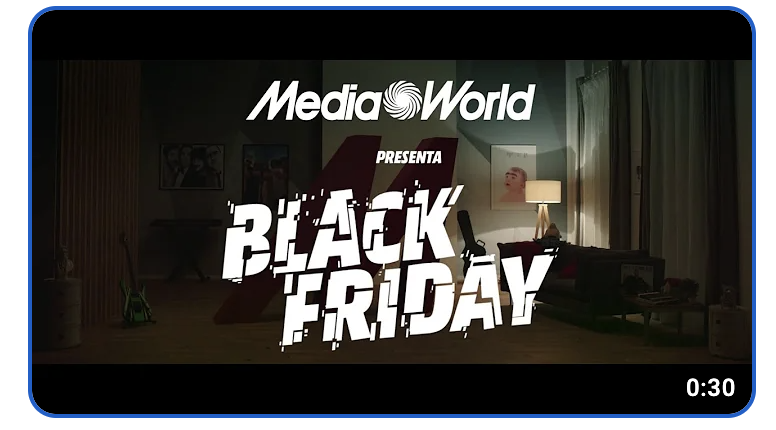 MediaWorld
PRESENTA
BLACK
FRIDAY
0:30